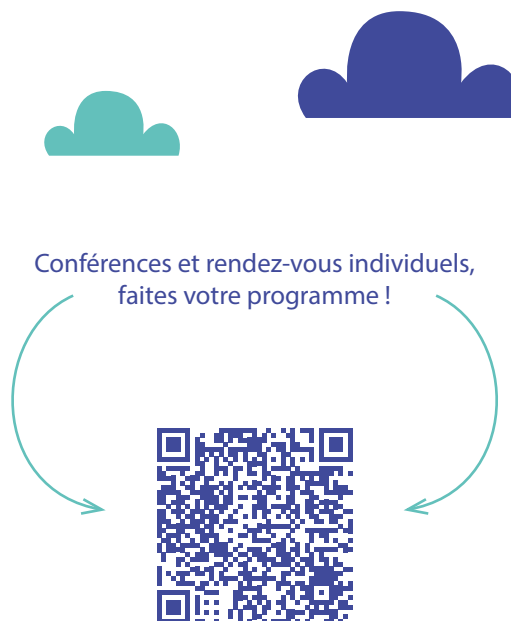 Conférences et rendez-vous individuels,
faites votre programme !